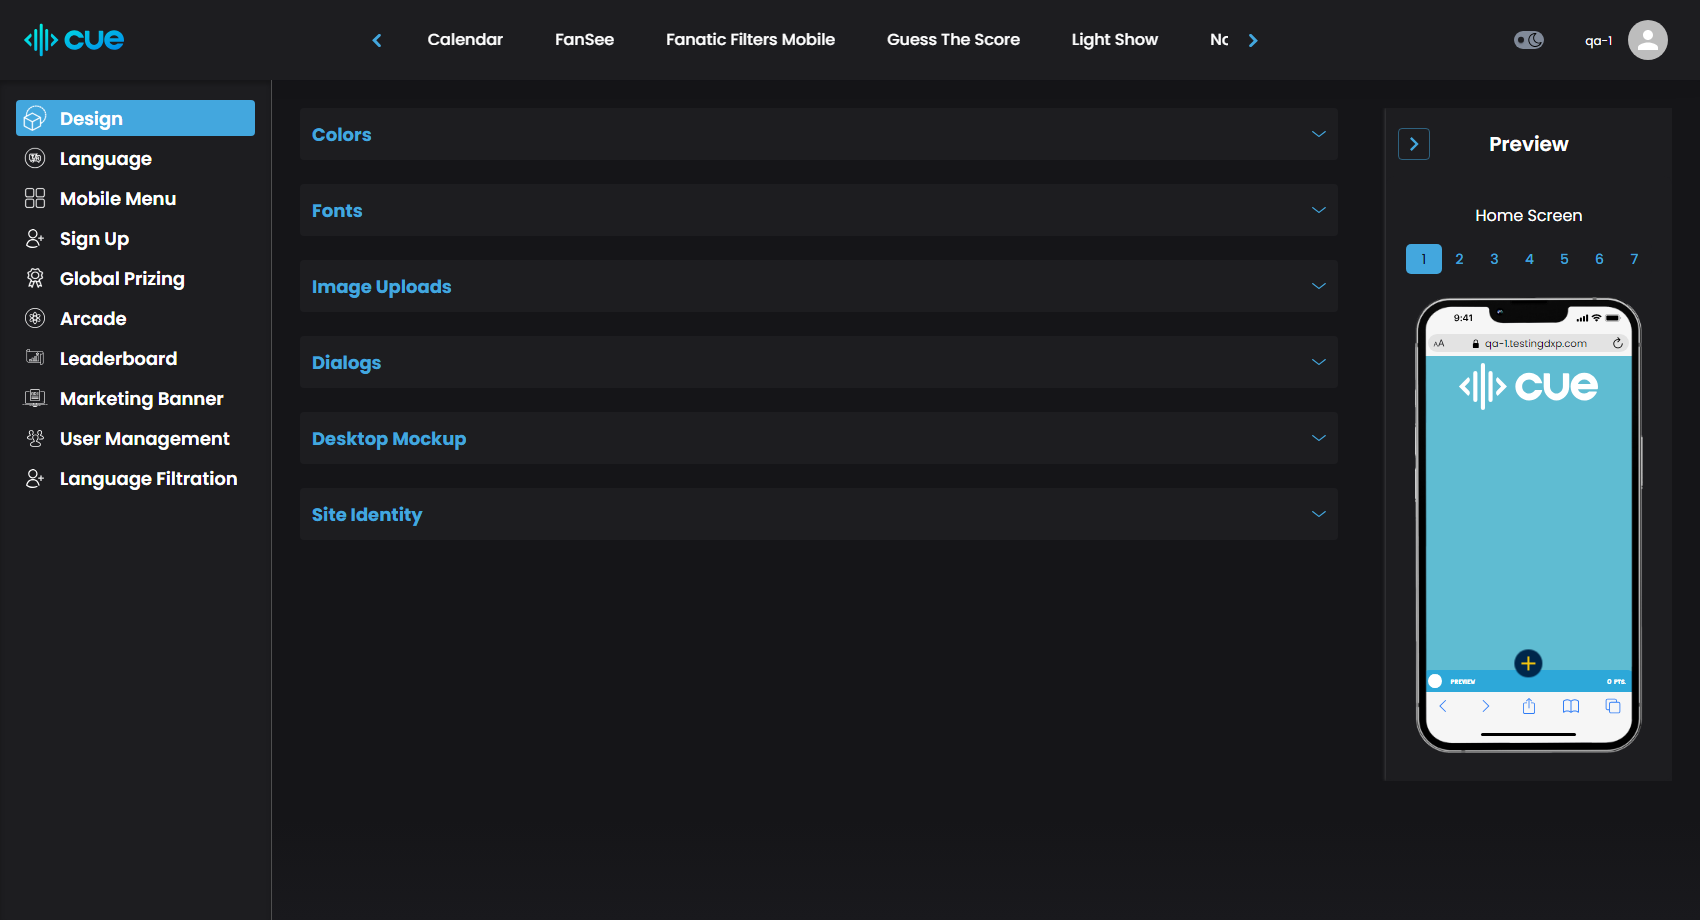 cue
Calendar
FanSee
Fanatic Filters Mobile
Guess The Score
Light Show
qa-1
Design
Language
Mobile Menu
Sign Up
Global Prizing
Arcade
Leaderboard
Marketing Banner
User Management
Language Filtration
Colors
Fonts
Image Uploads
Dialogs
Desktop Mockup
Site Identity
Preview
Home Screen
1 2 3 4 5 6 7
9:41
AA qa-1.testingdxp.com
cue
PREVIEW 0 PTS.